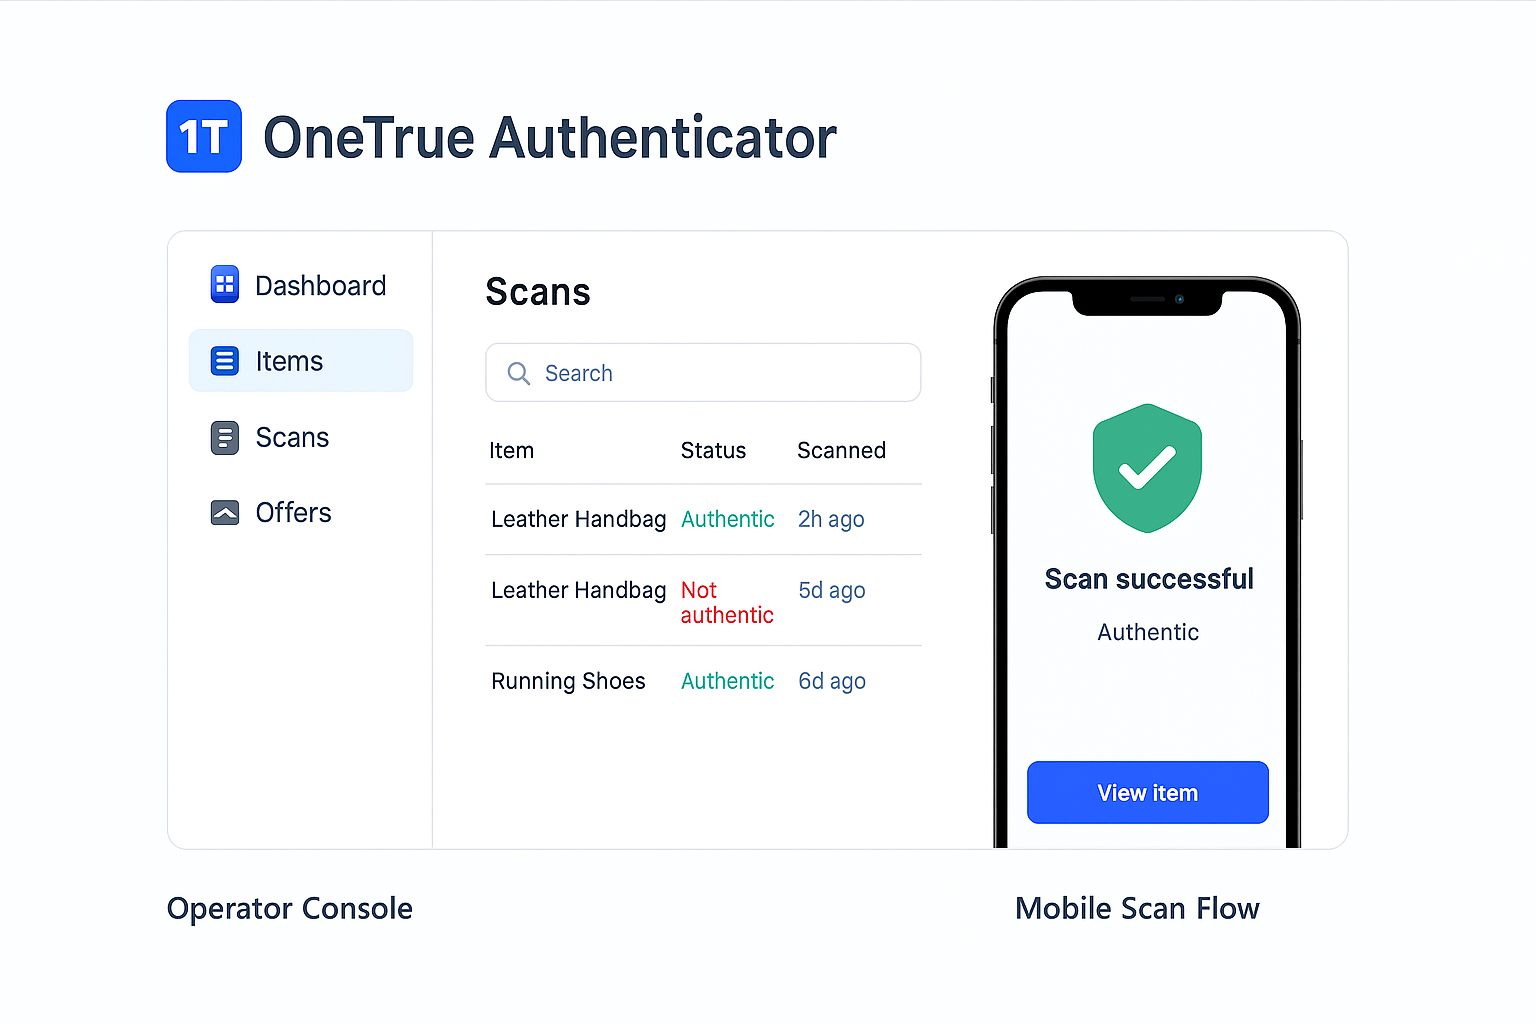 1T OneTrue Authenticator
Dashboard
Items
Scans
Offers
Scans
Search
Item Status Scanned
Leather Handbag Authentic 2h ago
Leather Handbag Not authentic 5d ago
Running Shoes Authentic 6d ago
Scan successful
Authentic
View item
Operator Console
Mobile Scan Flow